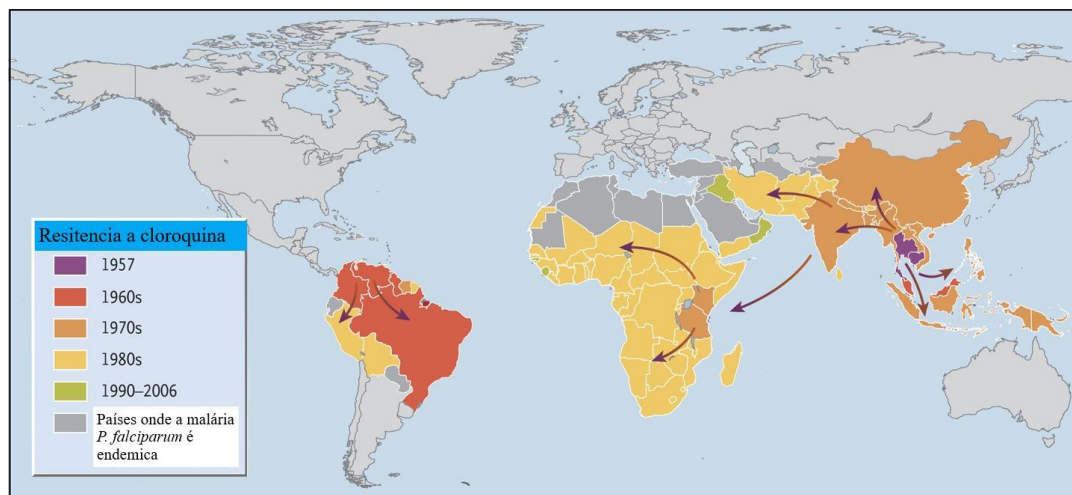 Resitencia a cloroquina
1957
1960s
1970s
1980s
1990–2006
Países onde a malária
P. falciparum é
endemica